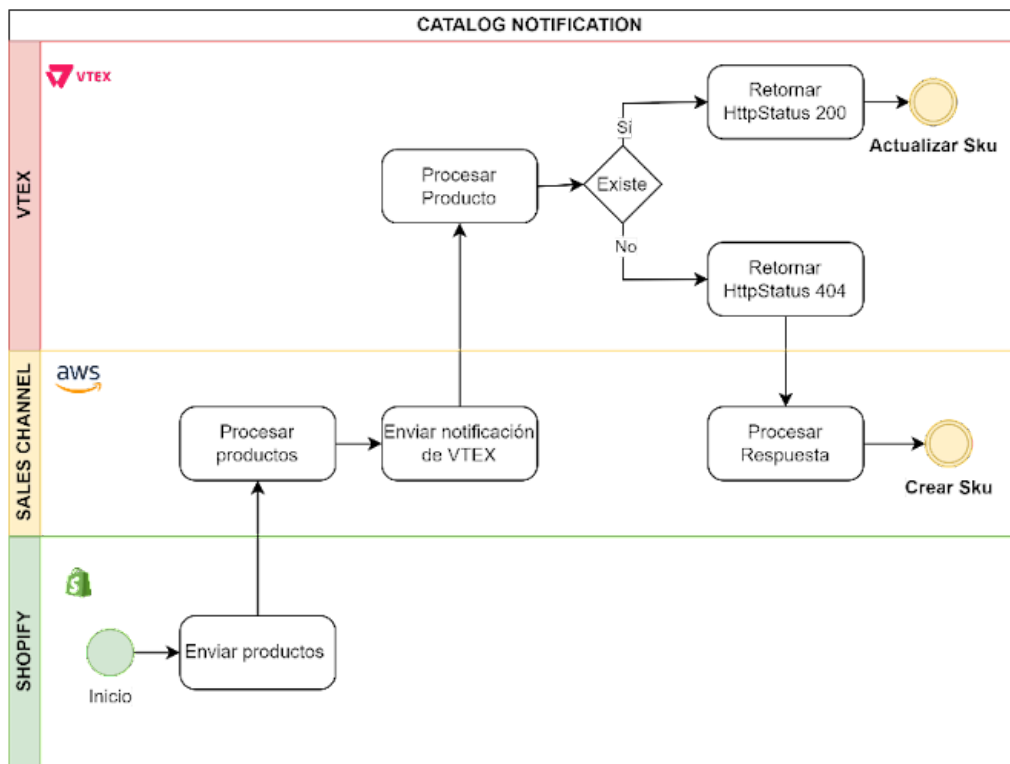 CATALOG NOTIFICATION
VTEX
VTEX
Retornar
HttpStatus 200
Actualizar Sku
Sí
Procesar
Producto
Existe
No
Retornar
HttpStatus 404
SALES CHANNEL
aws
Procesar
productos
Enviar notificación
de VTEX
Procesar
Respuesta
Crear Sku
SHOPIFY
Enviar productos
Inicio